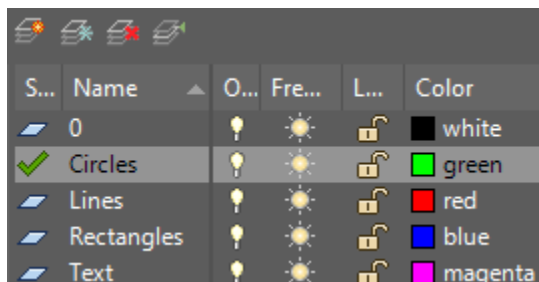 S... Name O... Fre... L... Color
0 white
Circles green
Lines red
Rectangles blue
Text magenta